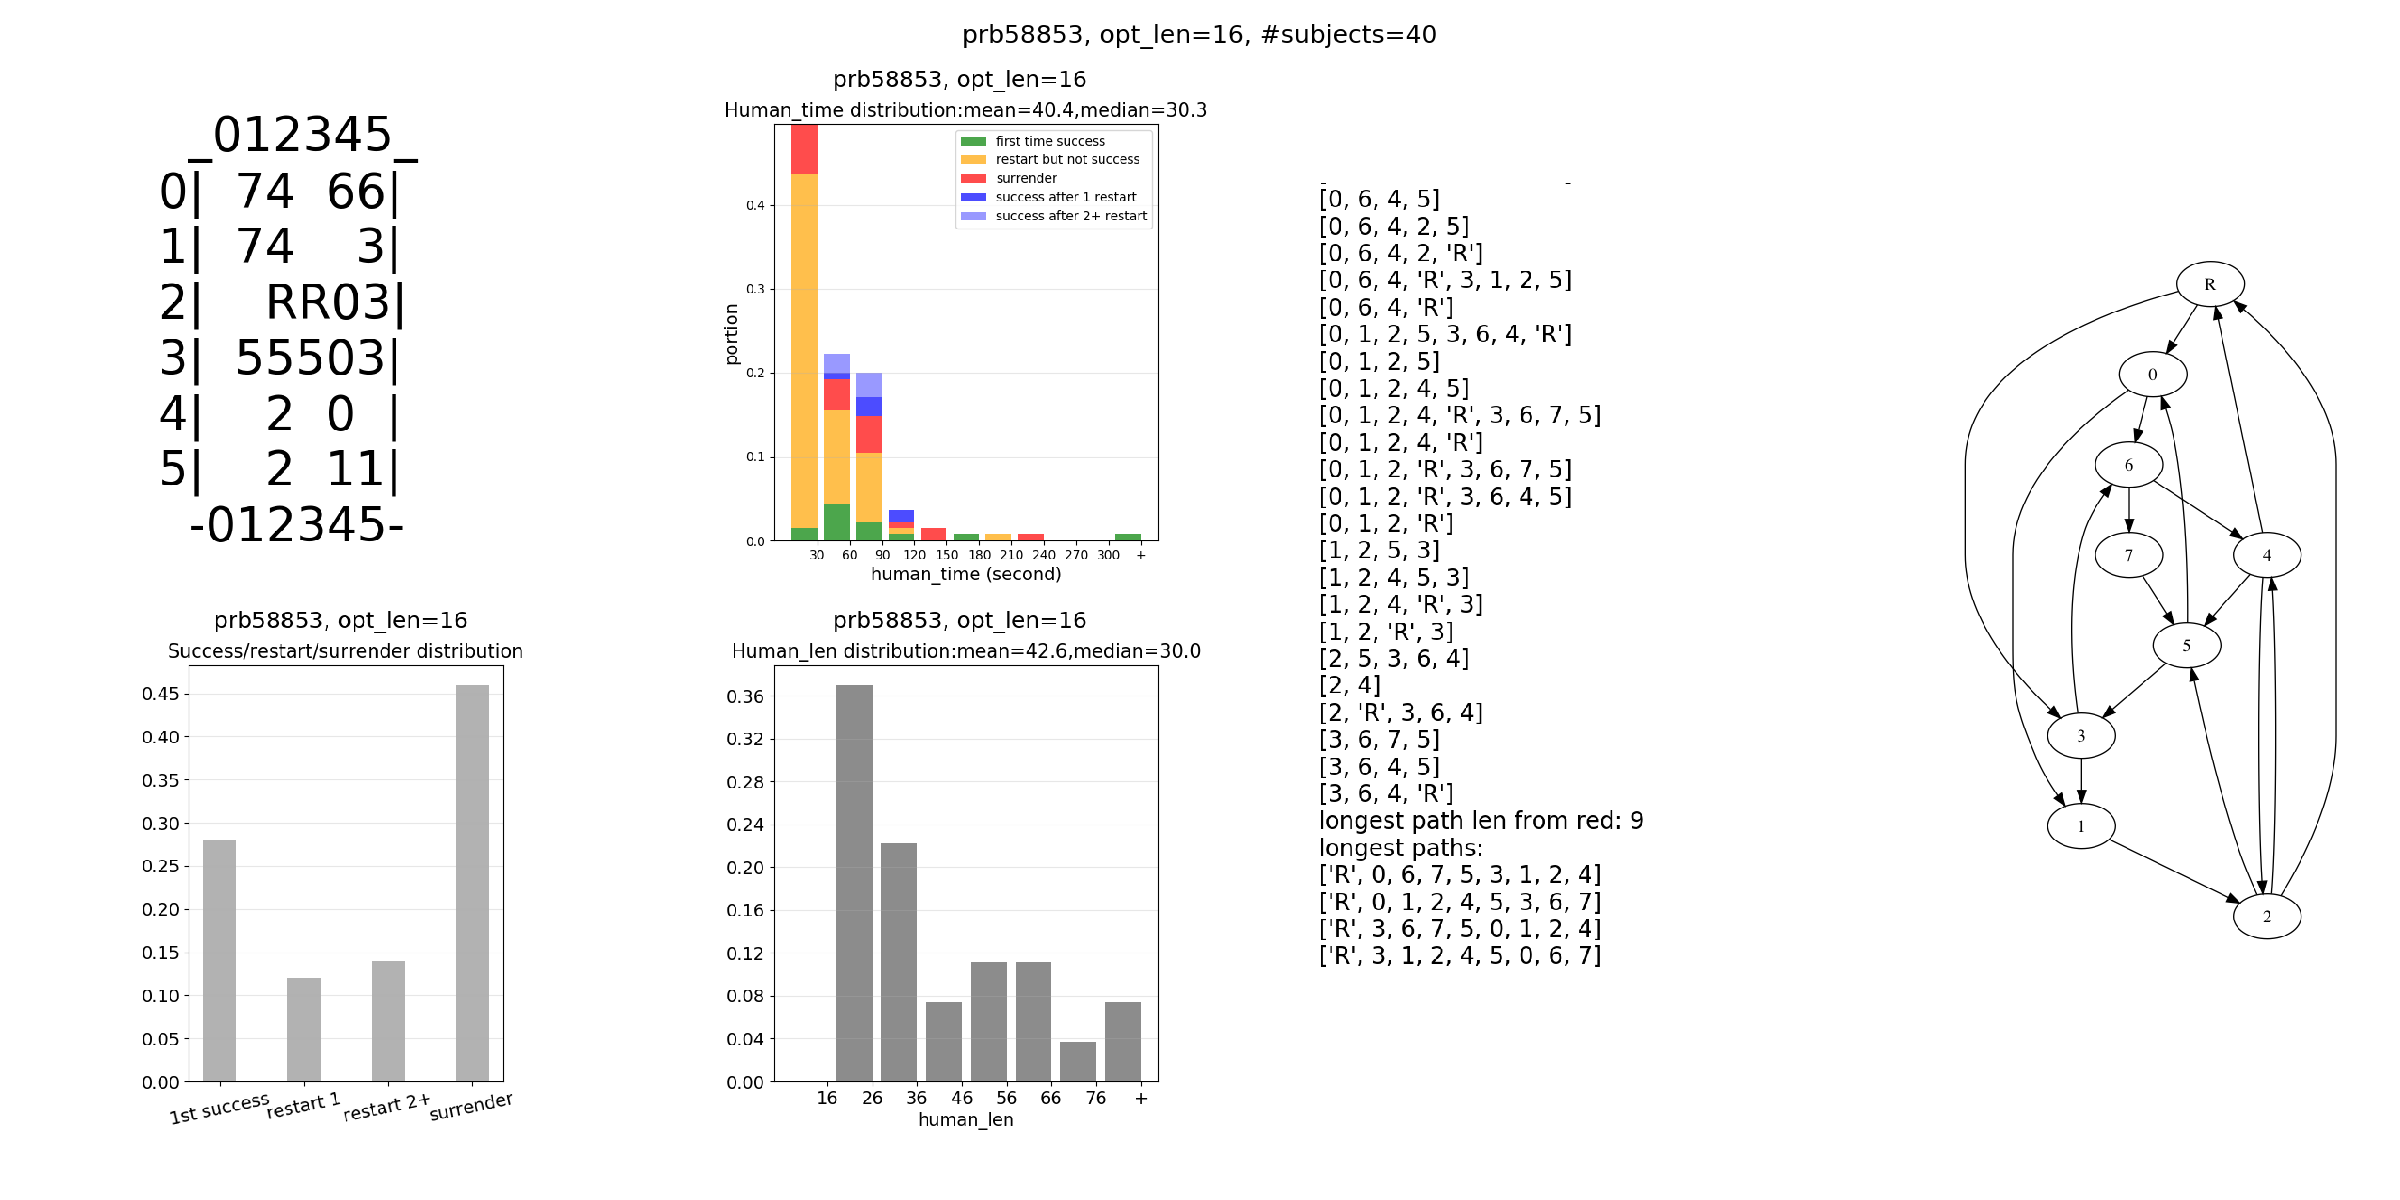 prb58853, opt_len=16, #subjects=40
_012345_
0|  74  66|
1|  74    3|
2|    RR03|
3|  55503|
4|    2  0  |
5|    2  11|
-012345-
prb58853, opt_len=16
Human_time distribution:mean=40.4,median=30.3
first time success
restart but not success
surrender
success after 1 restart
success after 2+ restart
portion
0.4
0.3
0.2
0.1
0.0
30 60 90 120 150 180 210 240 270 300 +
human_time (second)
prb58853, opt_len=16
Success/restart/surrender distribution
0.45
0.40
0.35
0.30
0.25
0.20
0.15
0.10
0.05
0.00
1st success restart 1 restart 2+ surrender
prb58853, opt_len=16
Human_len distribution:mean=42.6,median=30.0
0.36
0.32
0.28
0.24
0.20
0.16
0.12
0.08
0.04
0.00
16 26 36 46 56 66 76 +
human_len
[0, 6, 4, 5]
[0, 6, 4, 2, 5]
[0, 6, 4, 2, 'R']
[0, 6, 4, 'R', 3, 1, 2, 5]
[0, 6, 4, 'R']
[0, 1, 2, 5, 3, 6, 4, 'R']
[0, 1, 2, 5]
[0, 1, 2, 4, 5]
[0, 1, 2, 4, 'R', 3, 6, 7, 5]
[0, 1, 2, 4, 'R']
[0, 1, 2, 'R', 3, 6, 7, 5]
[0, 1, 2, 'R', 3, 6, 4, 5]
[0, 1, 2, 'R']
[1, 2, 5, 3]
[1, 2, 4, 5, 3]
[1, 2, 4, 'R', 3]
[1, 2, 'R', 3]
[2, 5, 3, 6, 4]
[2, 4]
[2, 'R', 3, 6, 4]
[3, 6, 7, 5]
[3, 6, 4, 5]
[3, 6, 4, 'R']
longest path len from red: 9
longest paths:
['R', 0, 6, 7, 5, 3, 1, 2, 4]
['R', 0, 1, 2, 4, 5, 3, 6, 7]
['R', 3, 6, 7, 5, 0, 1, 2, 4]
['R', 3, 1, 2, 4, 5, 0, 6, 7]
R
0
6
7
4
5
3
1
2